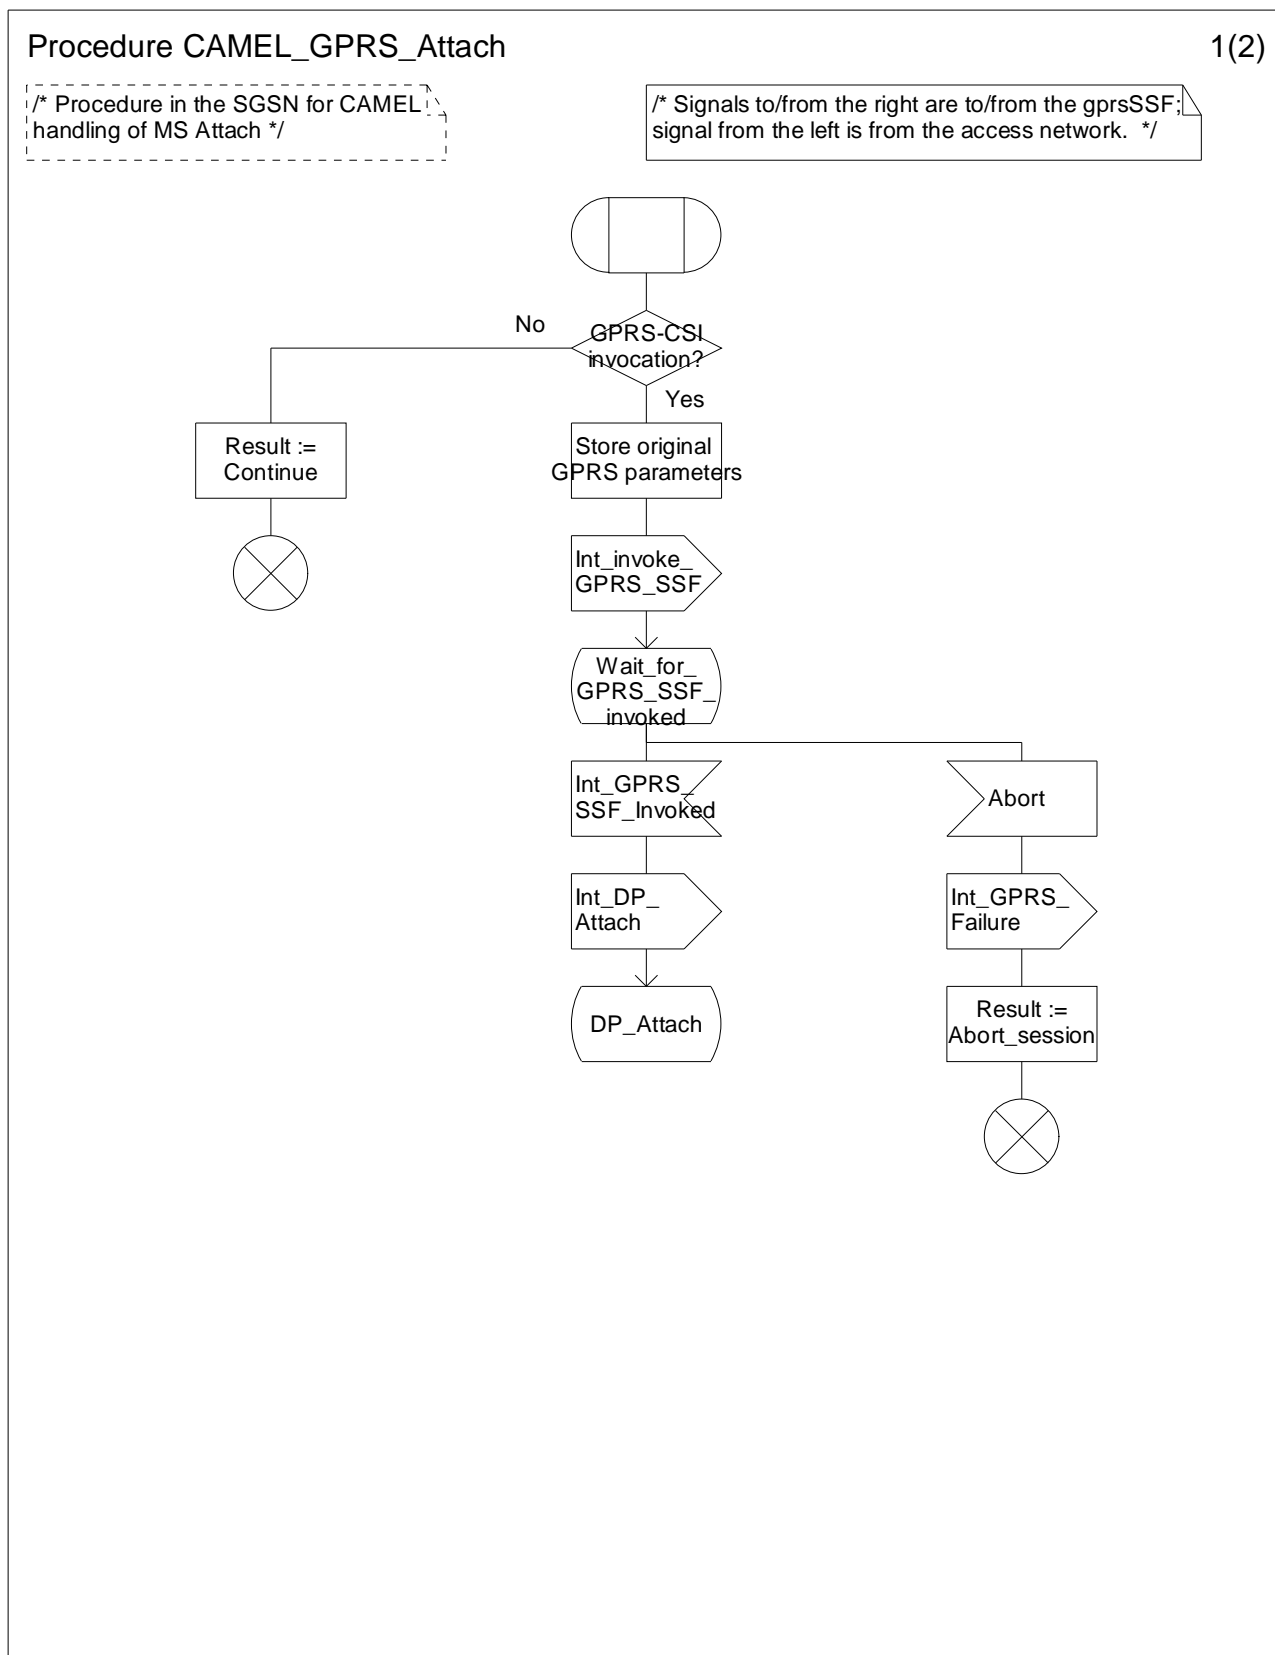 Procedure CAMEL_GPRS_Attach
1(2)
/* Procedure in the SGSN for CAMEL
handling of MS Attach */
/* Signals to/from the right are to/from the gprsSSF;
signal from the left is from the access network.  */
GPRS-CSI
invocation?
No
Yes
Result :=
Continue
Store original
GPRS parameters
Int_invoke_
GPRS_SSF
Wait_for_
GPRS_SSF_
invoked
Int_GPRS_
SSF_Invoked
Abort
Int_DP_
Attach
Int_GPRS_
Failure
DP_Attach
Result :=
Abort_session